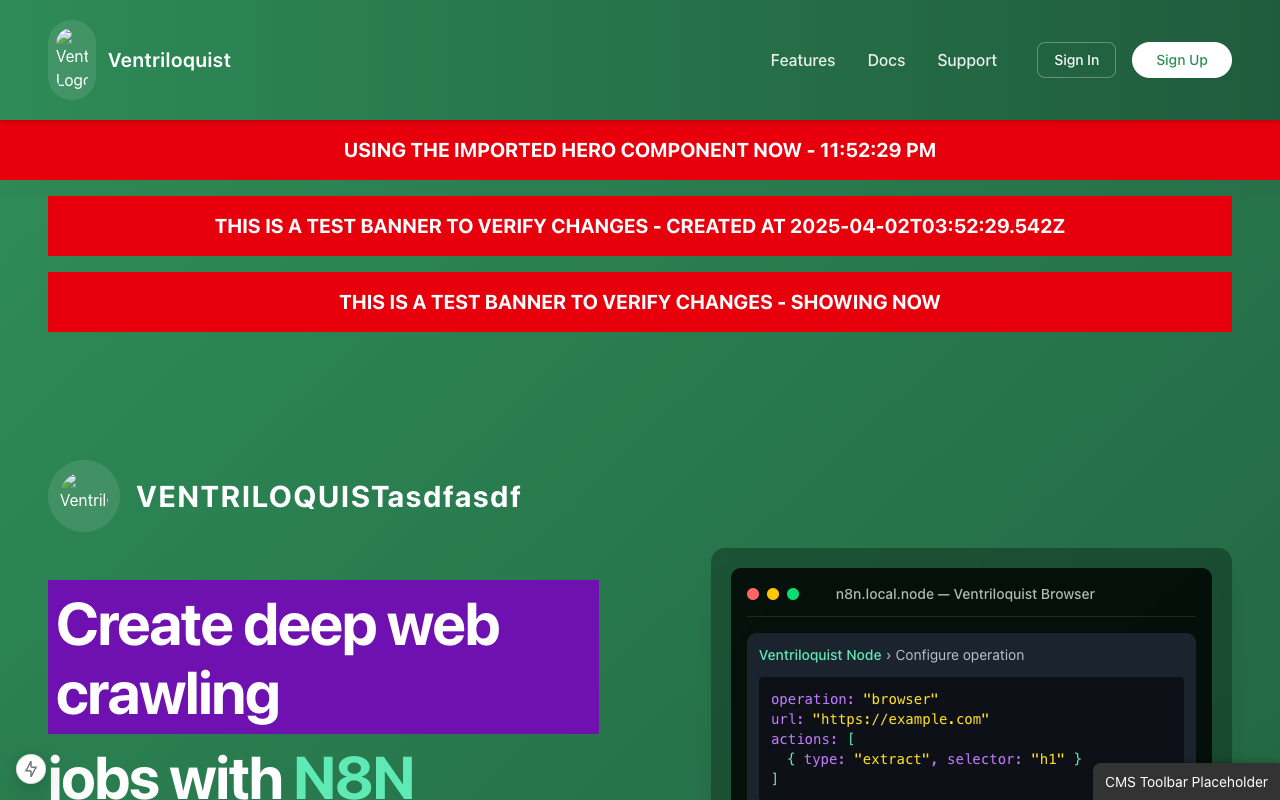 Vent
Logo
Ventriloquist
Features
Docs
Support
Sign In
Sign Up
USING THE IMPORTED HERO COMPONENT NOW - 11:52:29 PM
THIS IS A TEST BANNER TO VERIFY CHANGES - CREATED AT 2025-04-02T03:52:29.542Z
THIS IS A TEST BANNER TO VERIFY CHANGES - SHOWING NOW
Ventril
VENTRILOQUISTasdfasdf
Create deep web
crawling
jobs with N8N
n8n.local.node — Ventriloquist Browser
Ventriloquist Node › Configure operation
operation: "browser"
url: "https://example.com"
actions: [
{ type: "extract", selector: "h1" }
]
CMS Toolbar Placeholder